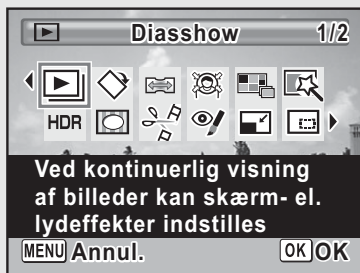 Diasshow 1/2
HDR
Ved kontinuerlig visning
af billeder kan skærm- el.
lydeffekter indstilles
MENU Annul. OK OK